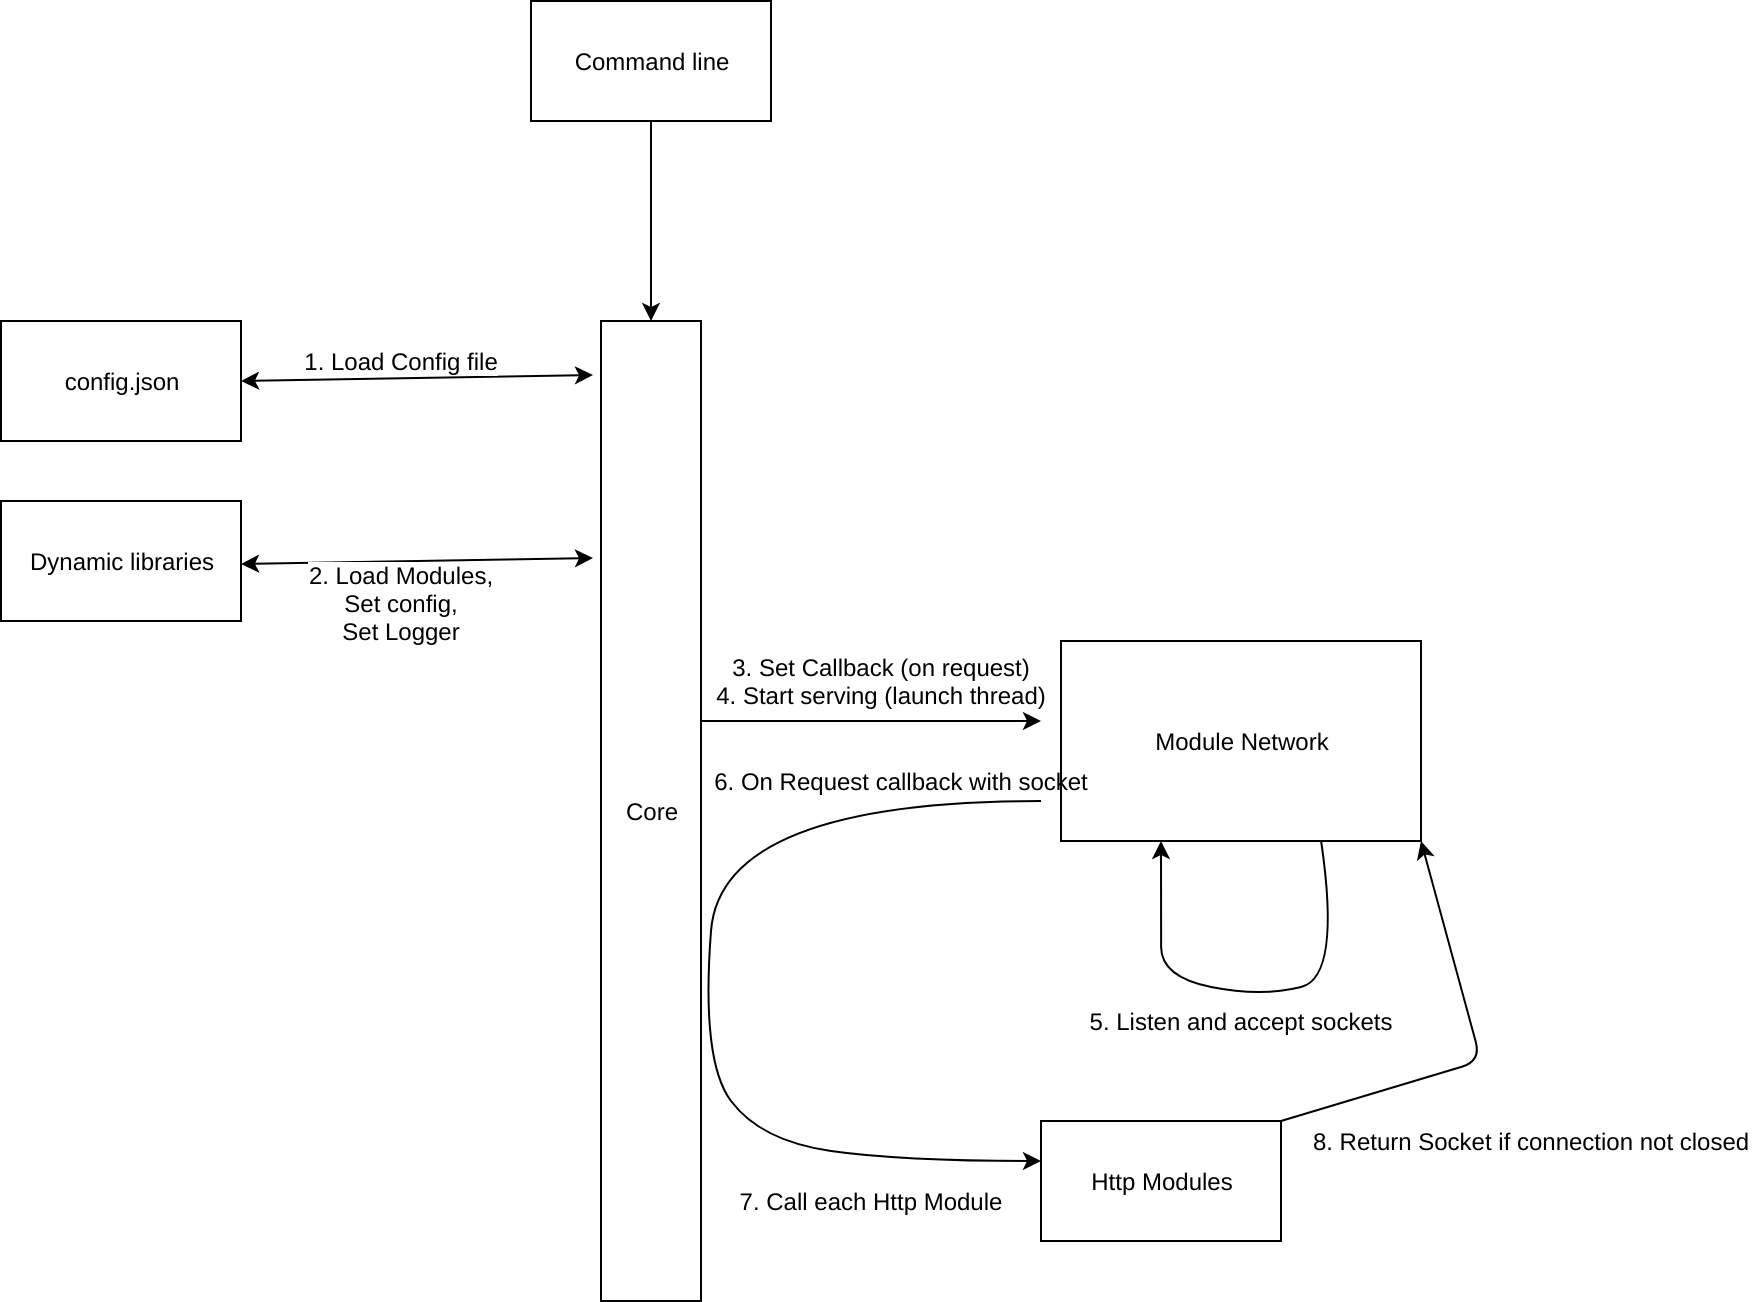 Command line
config.json
1. Load Config file
Dynamic libraries
2. Load Modules,
Set config,
Set Logger
3. Set Callback (on request)
4. Start serving (launch thread)
Module Network
6. On Request callback with socket
Core
5. Listen and accept sockets
8. Return Socket if connection not closed
Http Modules
7. Call each Http Module